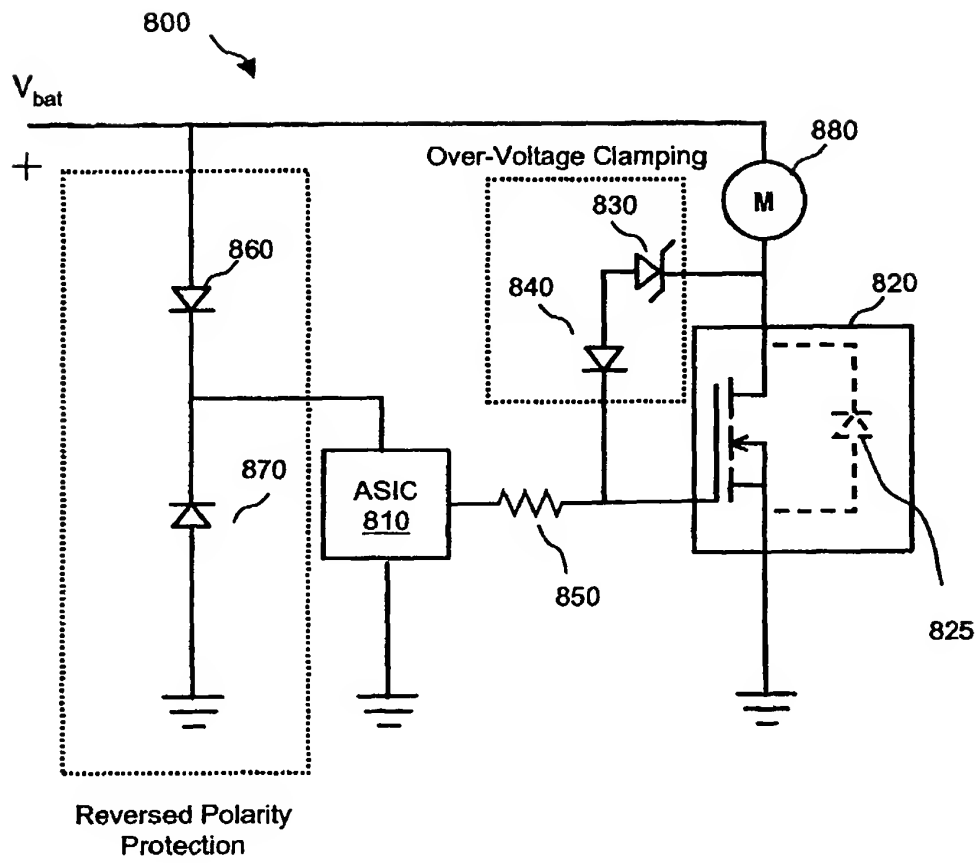 800
V_bat
+
880
Over-Voltage Clamping
M
830
860
840
820
870
ASIC
810
850
825
Reversed Polarity
Protection